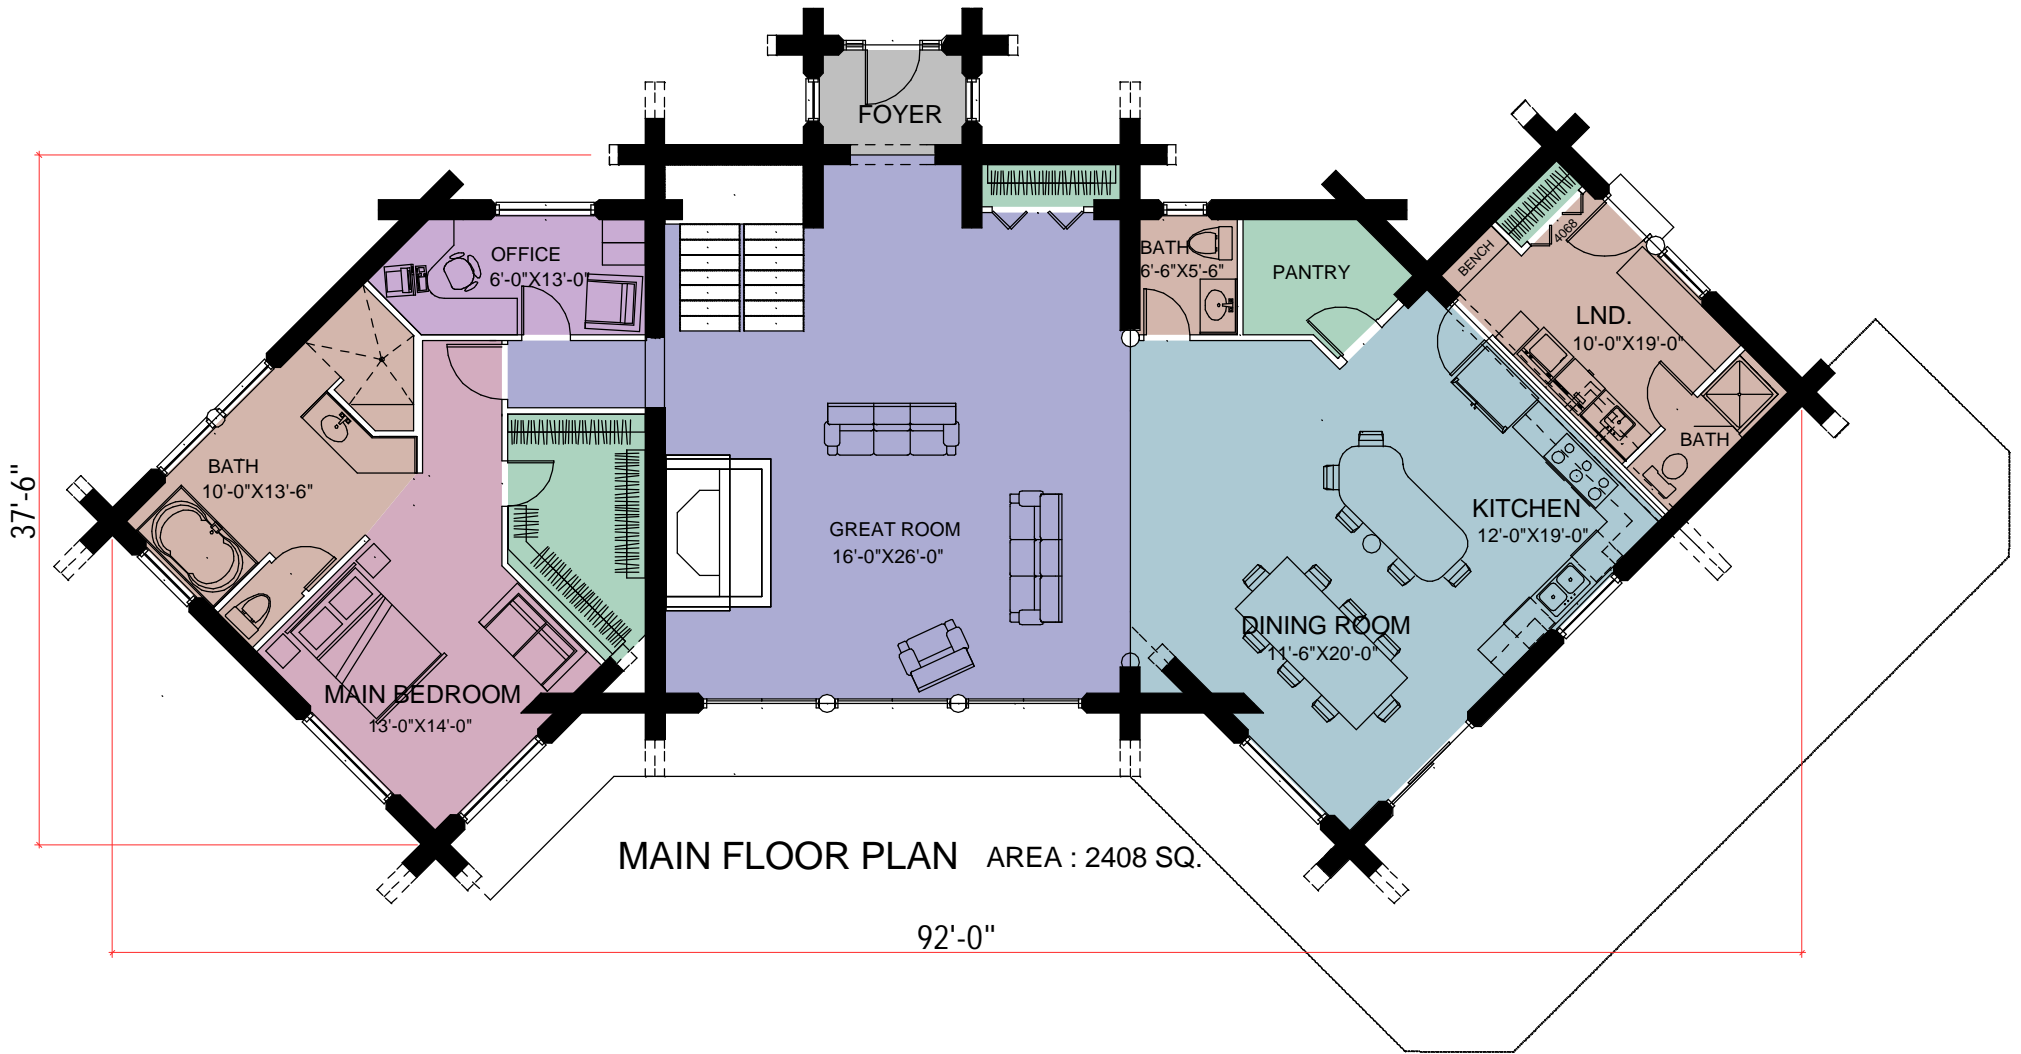 FOYER
OFFICE
6'-0"X13'-0"
BATH
6'-6"X5'-6"
PANTRY
BENCH
4068
LND.
10'-0"X19'-0"
BATH
BATH
10'-0"X13'-6"
GREAT ROOM
16'-0"X26'-0"
KITCHEN
12'-0"X19'-0"
DINING ROOM
11'-6"X20'-0"
MAIN BEDROOM
13'-0"X14'-0"
37'-6"
MAIN FLOOR PLAN AREA : 2408 SQ.
92'-0"